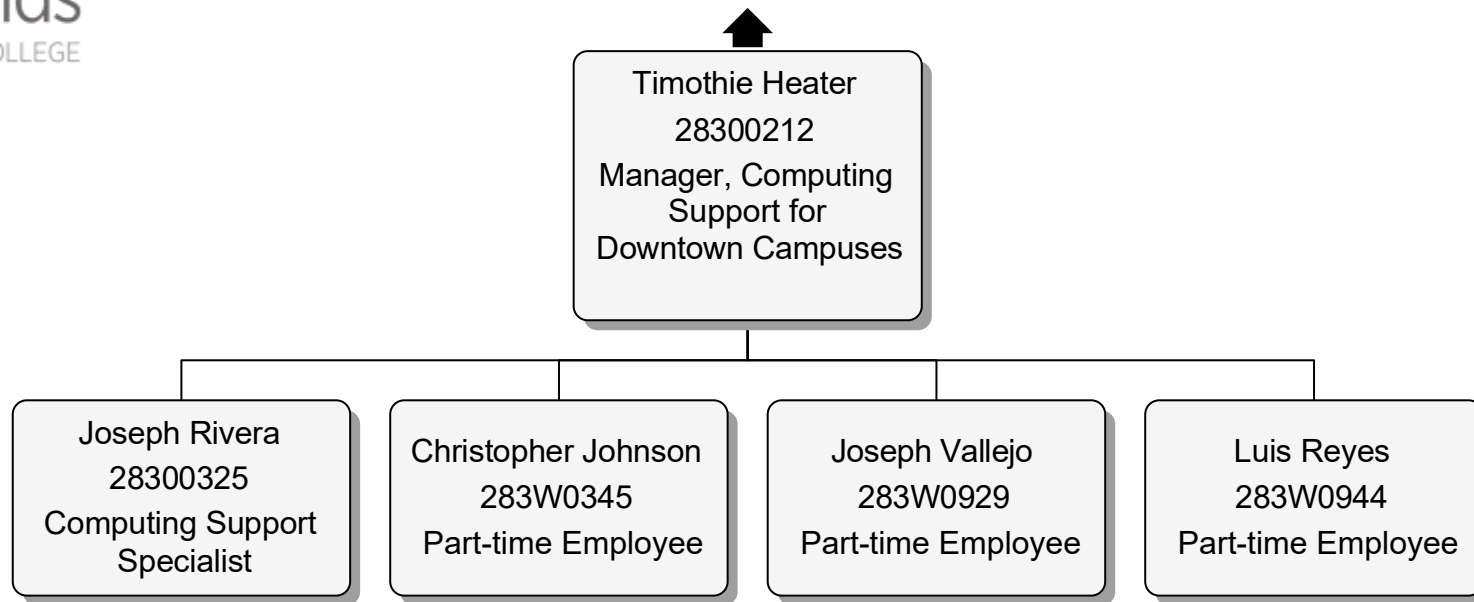 OLLEGE
Timothie Heater
28300212
Manager, Computing
Support for
Downtown Campuses
Joseph Rivera
28300325
Computing Support
Specialist
Christopher Johnson
283W0345
Part-time Employee
Joseph Vallejo
283W0929
Part-time Employee
Luis Reyes
283W0944
Part-time Employee